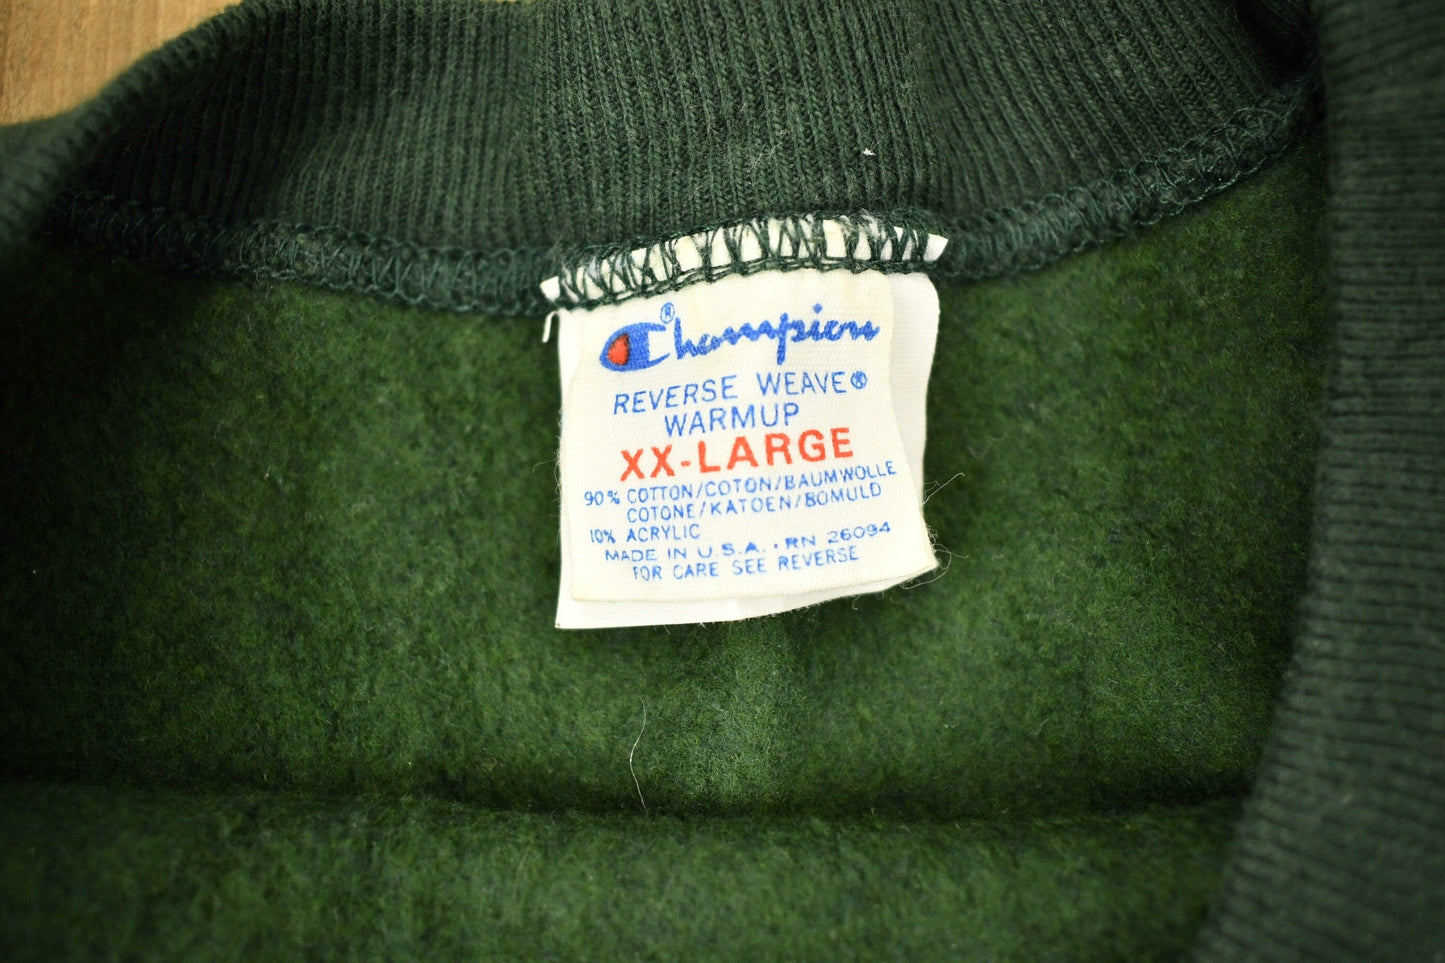 Champion®
REVERSE WEAVE®
WARMUP
XX-LARGE
90% COTTON/COTON/BAUMWOLLE
COTONE/KATOEN/BOMULD
10% ACRYLIC
MADE IN U.S.A. · RN 26094
FOR CARE SEE REVERSE